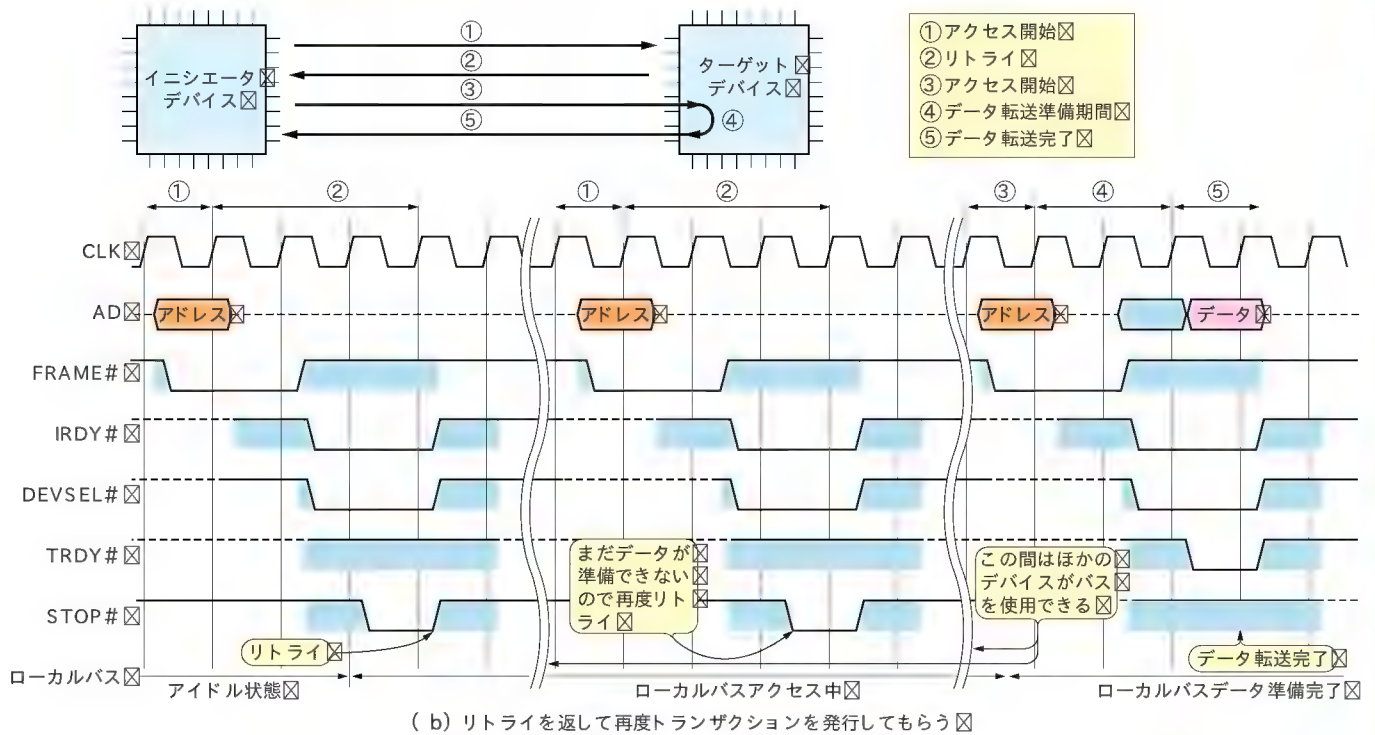 ①
②
③
⑤
④
イニシエータ
デバイス
ターゲット
デバイス
①アクセス開始
②リトライ
③アクセス開始
④データ転送準備期間
⑤データ転送完了
① ② ① ② ③ ④ ⑤
CLK
AD アドレス アドレス アドレス データ
FRAME#
IRDY#
DEVSEL#
TRDY#
STOP#
まだデータが
準備できない
ので再度リト
ライ
この間はほかの
デバイスがバス
を使用できる
リトライ
データ転送完了
ローカルバス
アイドル状態 ローカルバスアクセス中 ローカルバスデータ準備完了
(b) リトライを返して再度トランザクションを発行してもらう